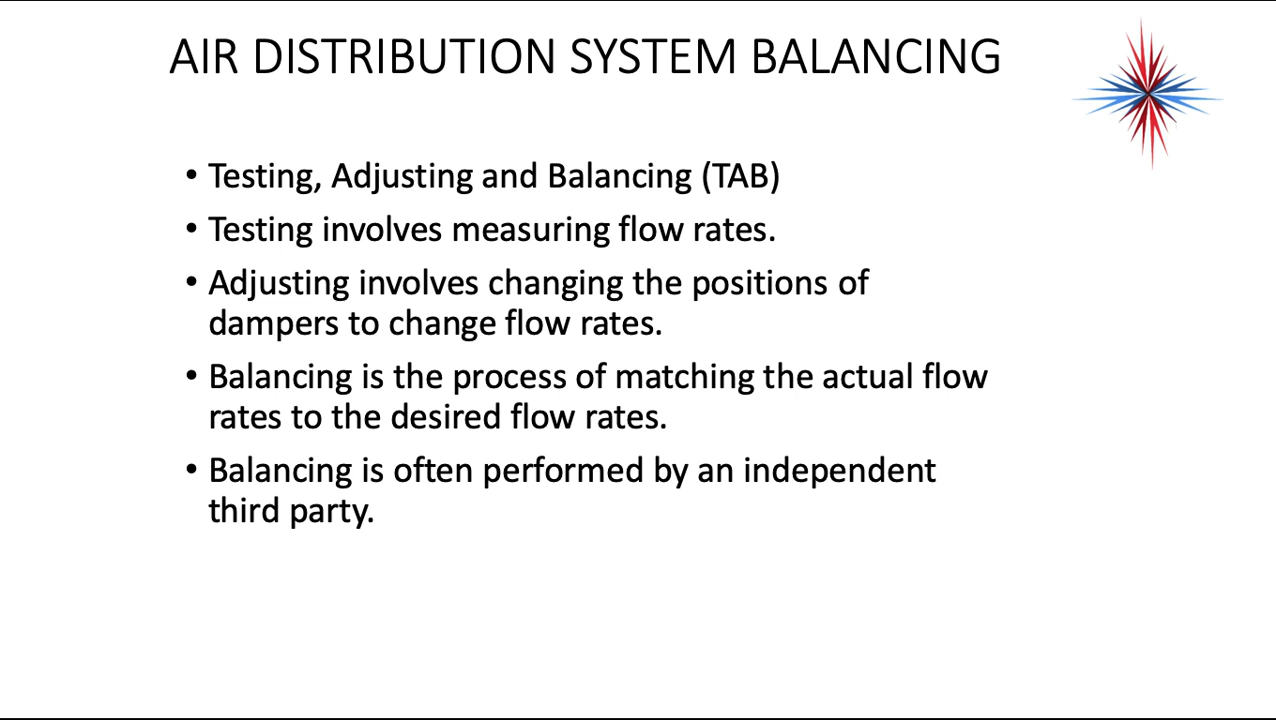 AIR DISTRIBUTION SYSTEM BALANCING
• Testing, Adjusting and Balancing (TAB)
• Testing involves measuring flow rates.
• Adjusting involves changing the positions of
dampers to change flow rates.
• Balancing is the process of matching the actual flow
rates to the desired flow rates.
• Balancing is often performed by an independent
third party.